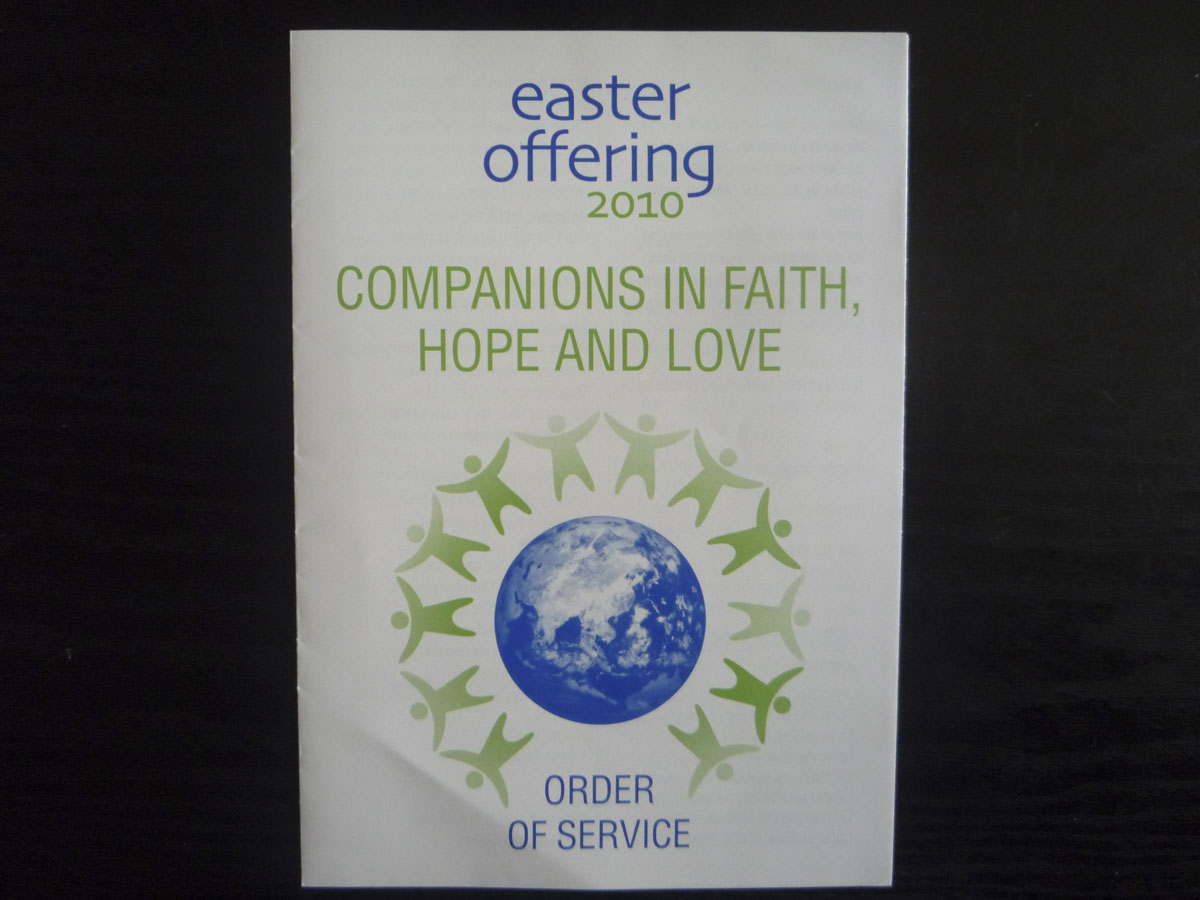 easter
offering
2010
COMPANIONS IN FAITH,
HOPE AND LOVE
ORDER
OF SERVICE